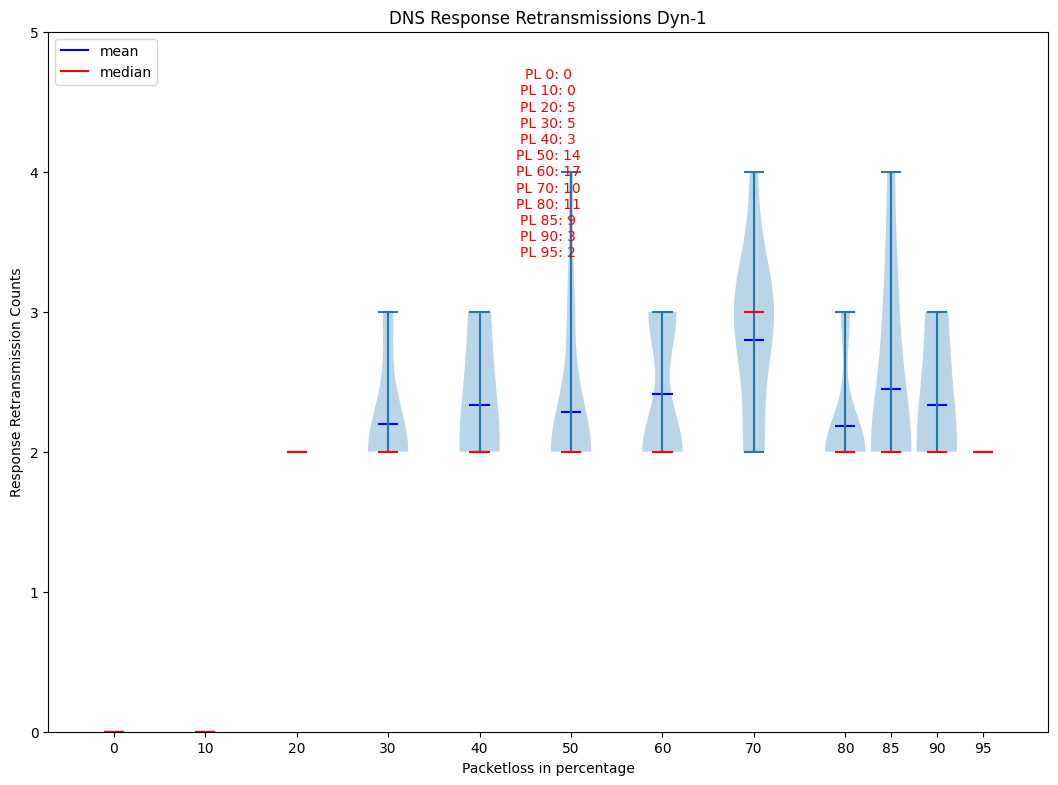 DNS Response Retransmissions Dyn-1
mean
median
PL 0: 0
PL 10: 0
PL 20: 5
PL 30: 5
PL 40: 3
PL 50: 14
PL 60: 17
PL 70: 10
PL 80: 11
PL 85: 9
PL 90: 3
PL 95: 2
Response Retransmission Counts
5
4
3
2
1
0
0 10 20 30 40 50 60 70 80 85 90 95
Packetloss in percentage